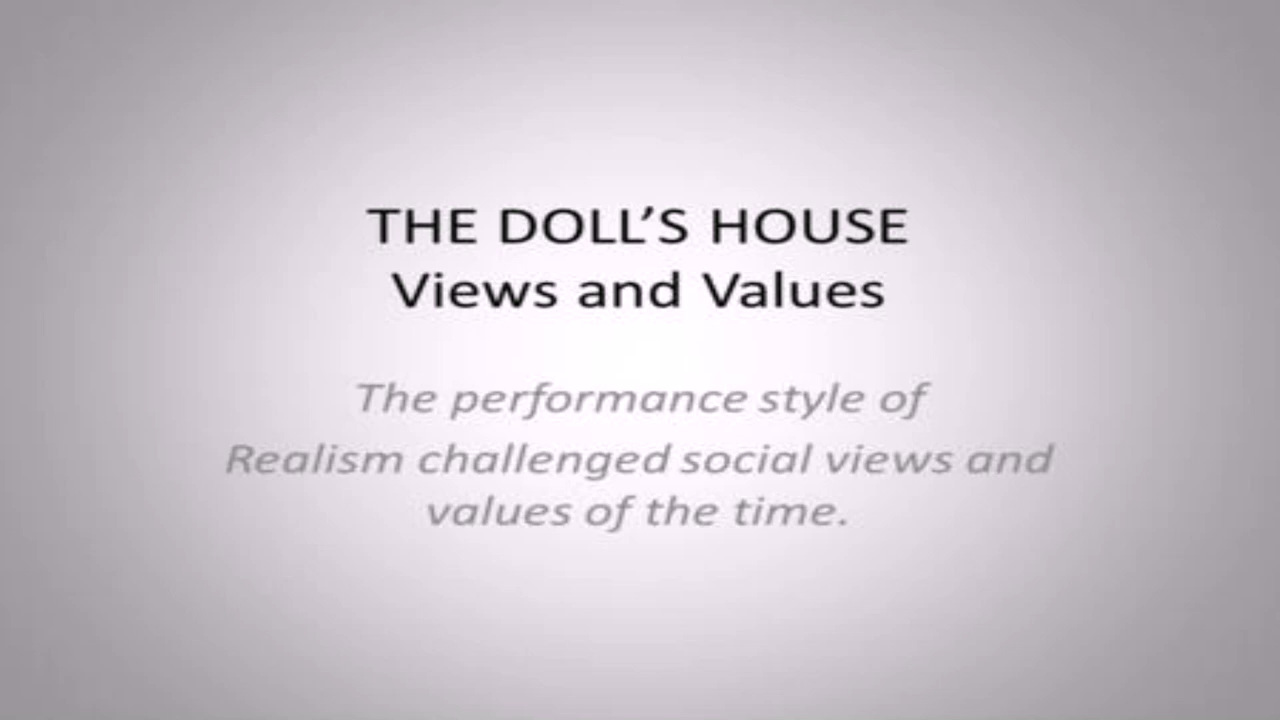 THE DOLL’S HOUSE
Views and Values
The performance style of
Realism challenged social views and
values of the time.